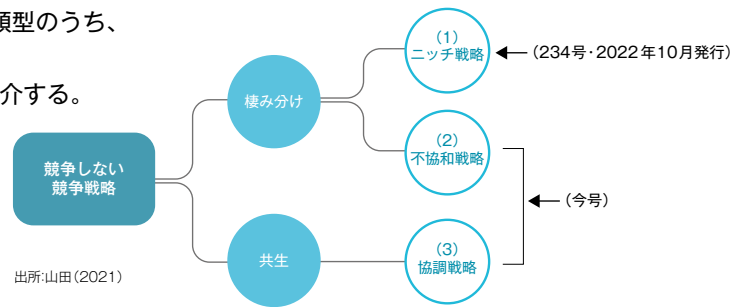 類型のうち、
介する。
競争しない
競争戦略
棲み分け
共生
(1)
ニッチ戦略
(234号・2022年10月発行)
(2)
不協和戦略
(今号)
(3)
協調戦略
出所:山田(2021)